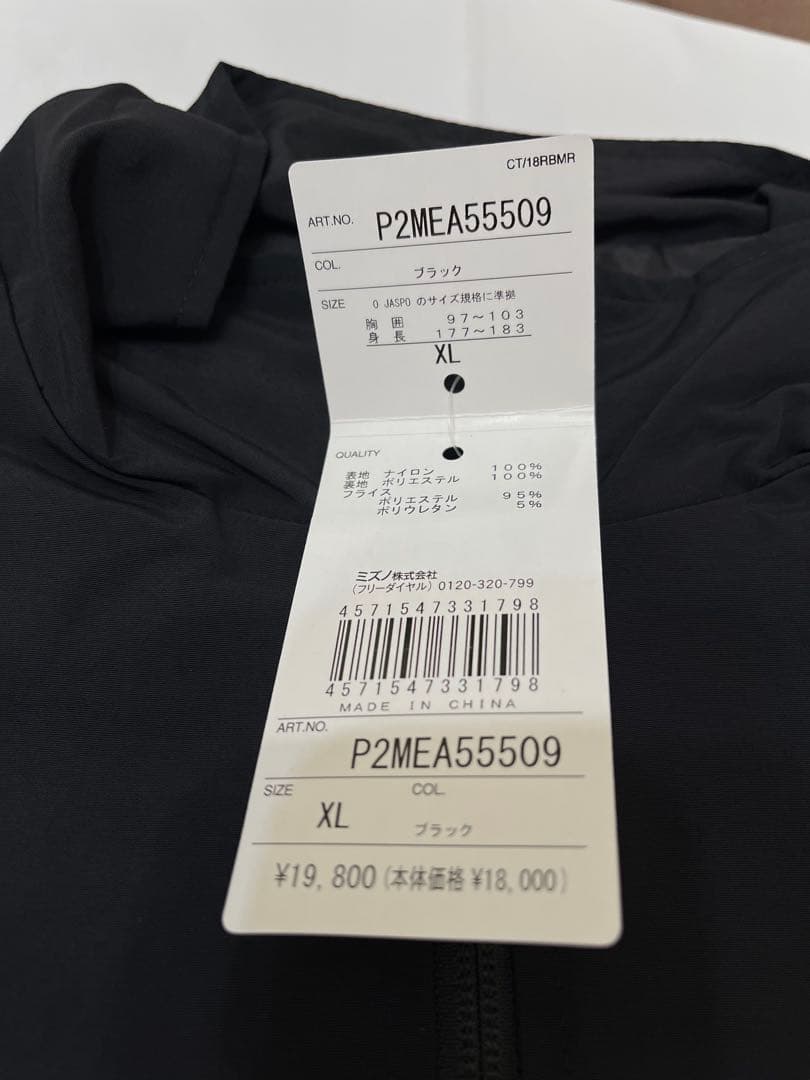 CT/18RBMR
ART.NO. P2MEA55509
COL. ブラック
SIZE O JASPO のサイズ規格に準拠
胸 囲 97~103
身 長 177~183
XL
QUALITY
表地 ナイロン 100%
裏地 ポリエステル 100%
フライス
ポリエステル 95%
ポリウレタン 5%
ミズノ株式会社
(フリーダイヤル) 0120-320-799
4571547331798
4571547331798
MADE IN CHINA
ART.NO.
P2MEA55509
SIZE COL.
XL ブラック
¥19,800(本体価格 ¥18,000)